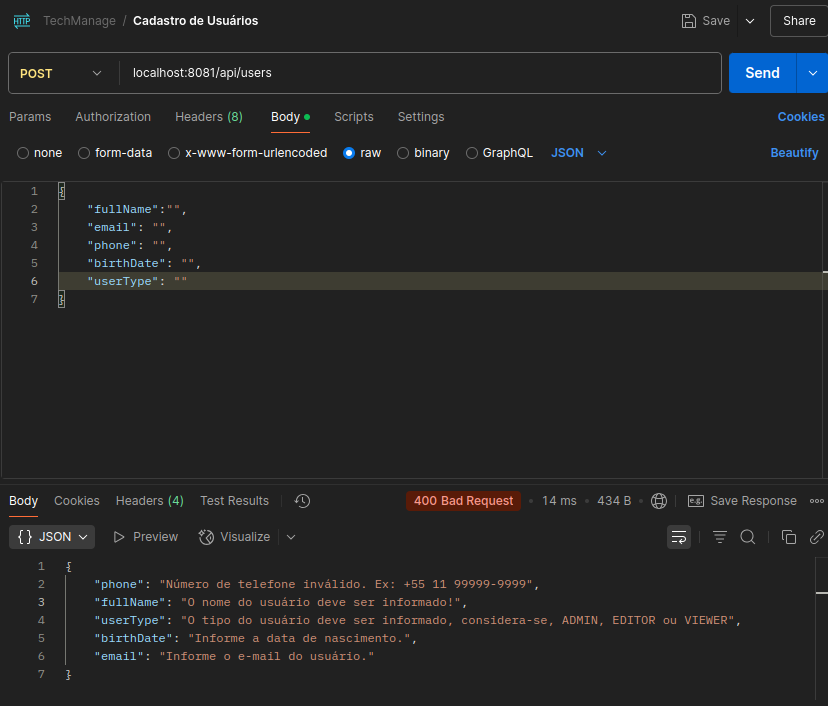 HTTP TechManage / Cadastro de Usuários Save Share
POST localhost:8081/api/users Send
Params Authorization Headers (8) Body Scripts Settings Cookies
none form-data x-www-form-urlencoded raw binary GraphQL JSON Beautify
1 {
2 "fullName":"",
3 "email": "",
4 "phone": "",
5 "birthDate": "",
6 "userType": ""
7 }
Body Cookies Headers (4) Test Results 400 Bad Request • 14 ms • 434 B e.g. Save Response
{} JSON Preview Visualize
1 {
2 "phone": "Número de telefone inválido. Ex: +55 11 99999-9999",
3 "fullName": "O nome do usuário deve ser informado!",
4 "userType": "O tipo do usuário deve ser informado, considera-se, ADMIN, EDITOR ou VIEWER",
5 "birthDate": "Informe a data de nascimento.",
6 "email": "Informe o e-mail do usuário."
7 }